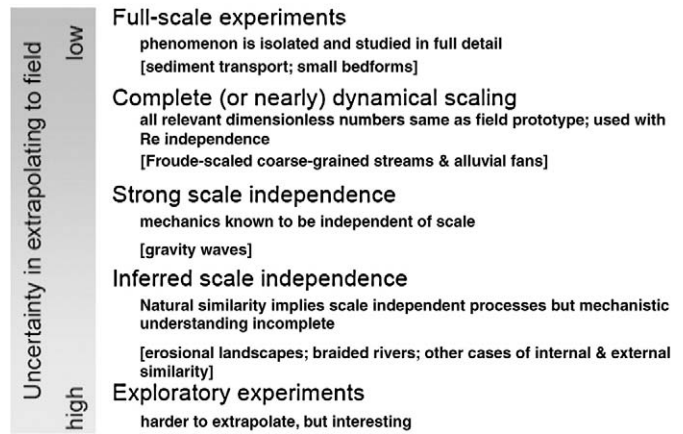 Uncertainty in extrapolating to field
low
high
Full-scale experiments
phenomenon is isolated and studied in full detail
[sediment transport; small bedforms]
Complete (or nearly) dynamical scaling
all relevant dimensionless numbers same as field prototype; used with
Re independence
[Froude-scaled coarse-grained streams & alluvial fans]
Strong scale independence
mechanics known to be independent of scale
[gravity waves]
Inferred scale independence
Natural similarity implies scale independent processes but mechanistic
understanding incomplete
[erosional landscapes; braided rivers; other cases of internal & external
similarity]
Exploratory experiments
harder to extrapolate, but interesting